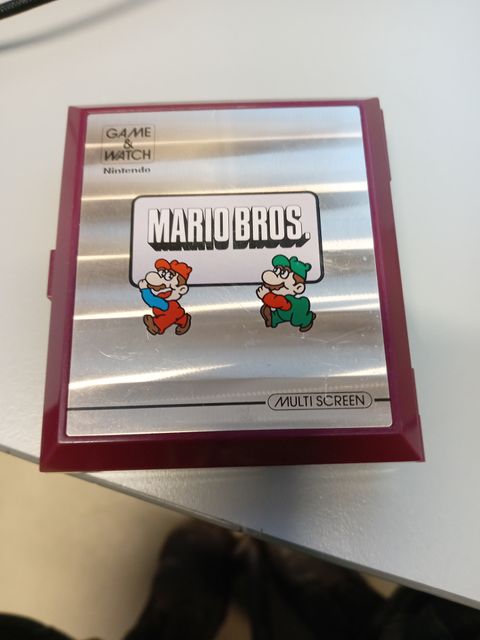 GAME
&
WATCH
Nintendo
MARIO BROS.
MULTI SCREEN